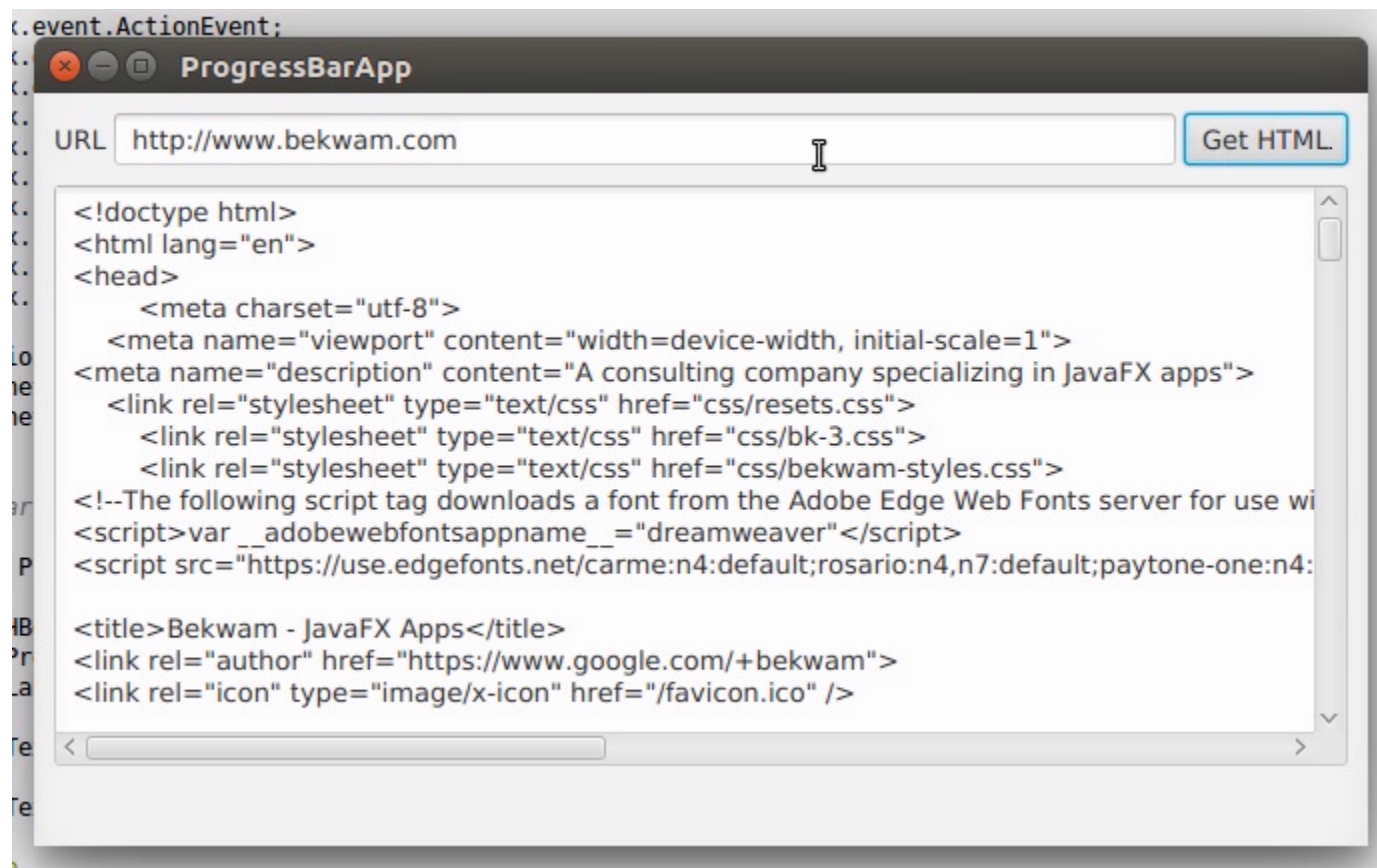 x.event.ActionEvent;
ProgressBarApp
URL http://www.bekwam.com Get HTML
<!doctype html>
<html lang="en">
<head>
<meta charset="utf-8">
<meta name="viewport" content="width=device-width, initial-scale=1">
<meta name="description" content="A consulting company specializing in JavaFX apps">
<link rel="stylesheet" type="text/css" href="css/resets.css">
<link rel="stylesheet" type="text/css" href="css/bk-3.css">
<link rel="stylesheet" type="text/css" href="css/bekwam-styles.css">
<!--The following script tag downloads a font from the Adobe Edge Web Fonts server for use wi
<script>var __adobewebfontsappname__="dreamweaver"</script>
<script src="https://use.edgefonts.net/carme:n4:default;rosario:n4,n7:default;paytone-one:n4:
<title>Bekwam - JavaFX Apps</title>
<link rel="author" href="https://www.google.com/+bekwam">
<link rel="icon" type="image/x-icon" href="/favicon.ico" />